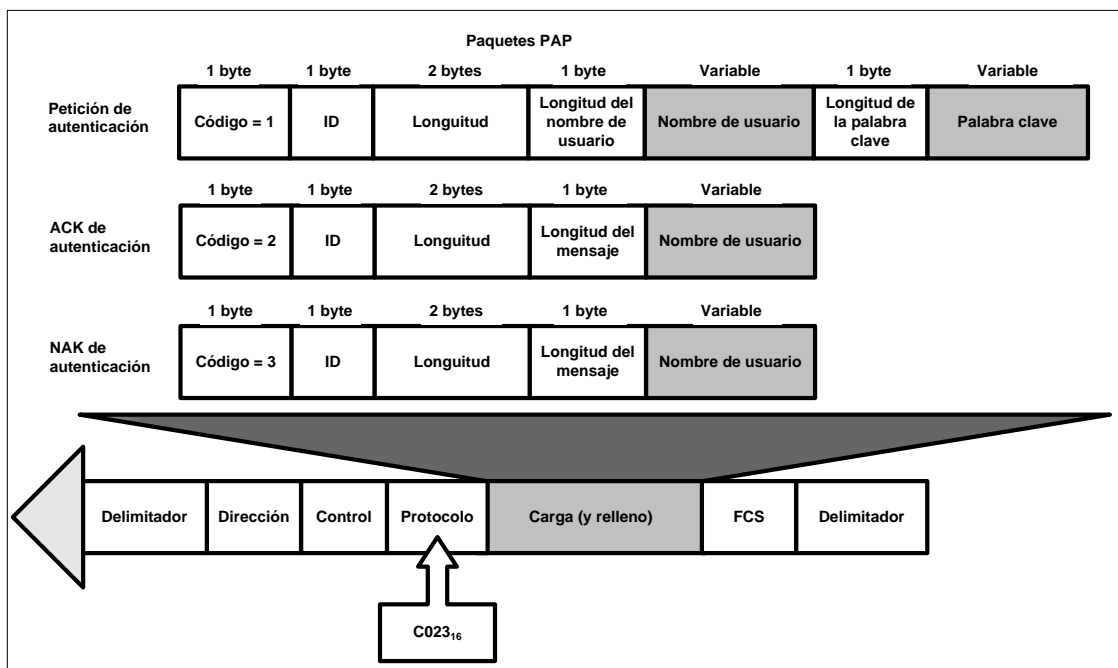 Paquetes PAP
1 byte 1 byte 2 bytes 1 byte Variable 1 byte Variable
Petición de
autenticación
Código = 1
ID
Longuitud
Longitud del
nombre de
usuario
Nombre de usuario
Longitud de
la palabra
clave
Palabra clave
1 byte 1 byte 2 bytes 1 byte Variable
ACK de
autenticación
Código = 2
ID
Longuitud
Longitud del
mensaje
Nombre de usuario
1 byte 1 byte 2 bytes 1 byte Variable
NAK de
autenticación
Código = 3
ID
Longuitud
Longitud del
mensaje
Nombre de usuario
Delimitador Dirección Control Protocolo Carga (y relleno) FCS Delimitador
C023₁₆